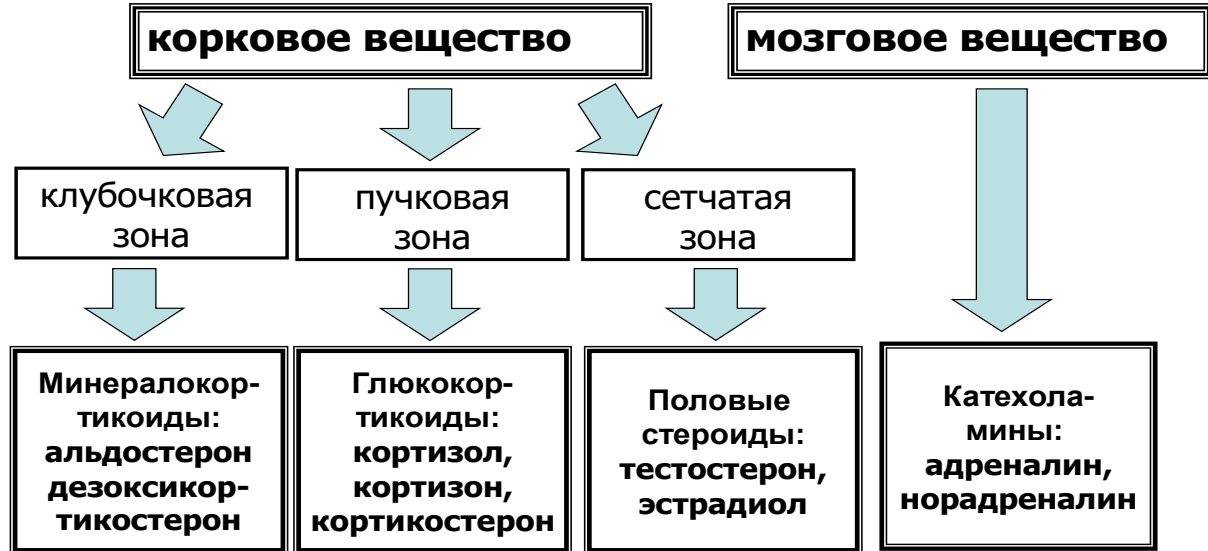 корковое вещество
мозговое вещество
клубочковая
зона
пучковая
зона
сетчатая
зона
Минералокор-
тикоиды:
альдостерон
дезоксикор-
тикостерон
Глюкокор-
тикоиды:
кортизол,
кортизон,
кортикостерон
Половые
стероиды:
тестостерон,
эстрадиол
Катехола-
мины:
адреналин,
норадреналин